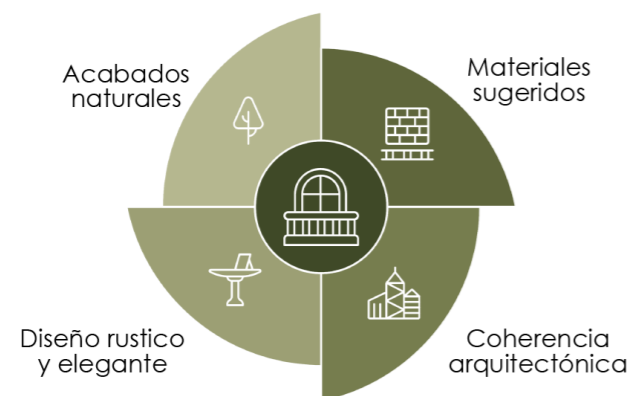 Acabados
naturales
Materiales
sugeridos
Diseño rustico
y elegante
Coherencia
arquitectónica